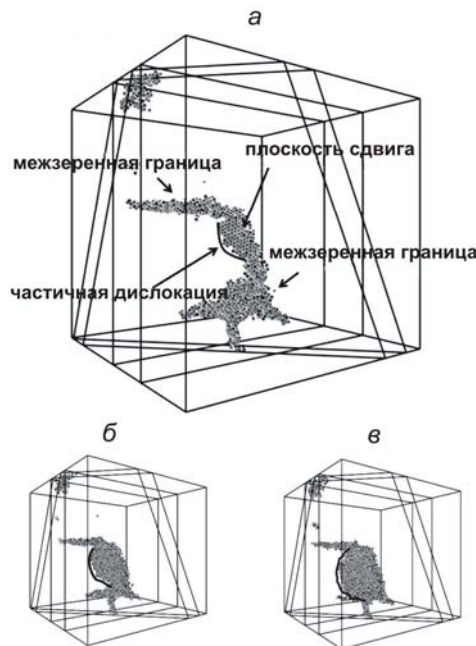 а
плоскость сдвига
межзеренная граница
межзеренная граница
частичная дислокация
б
в